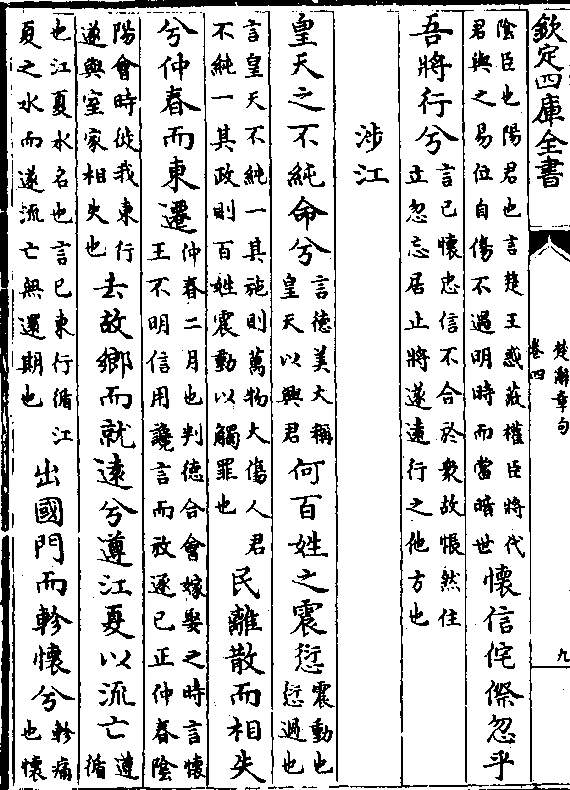 欽定四庫全書
楚辭章句
卷四
九
陰臣也陽君也言楚王惑蔽權臣將代
君與之易位自傷不遇明時而當暗世
懷信侘傺忽乎
吾將行兮
言己懷忠信不合於衆故悵然住
立忽忘居止將遂遠行之他方也
涉江
皇天之不純命兮
言德美大稱
皇天以興君
何百姓之震愆
震動也
愆過也
言皇天不純一其施則萬物大傷人君
不純一其政則百姓震動以觸罪也
民離散而相失
兮仲春而東遷
仲春二月也判德合會嫁娶之時言懷
王不明信用讒言而放逐已正仲春陰
陽會時徙我東行
遂與室家相失也
去故鄉而就遠兮遵江夏以流亡
遵
循
也江夏水名也言已東行循江
夏之水而遂流亡無還期也
出國門而軫懷兮
軫痛
也懷